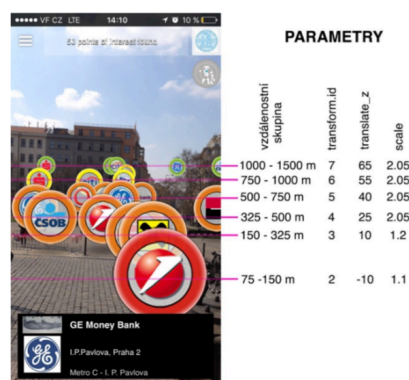 ●●●●● VF CZ LTE 14:10 10 %
53 points of interest found
ČSOB
GE Money Bank
I.P.Pavlova, Praha 2
Metro C - I. P. Pavlova
PARAMETRY
vzdálenostní skupina transform.id translate_z scale
1000 - 1500 m 7 65 2.05
750 - 1000 m 6 55 2.05
500 - 750 m 5 40 2.05
325 - 500 m 4 25 2.05
150 - 325 m 3 10 1.2
75 -150 m 2 -10 1.1